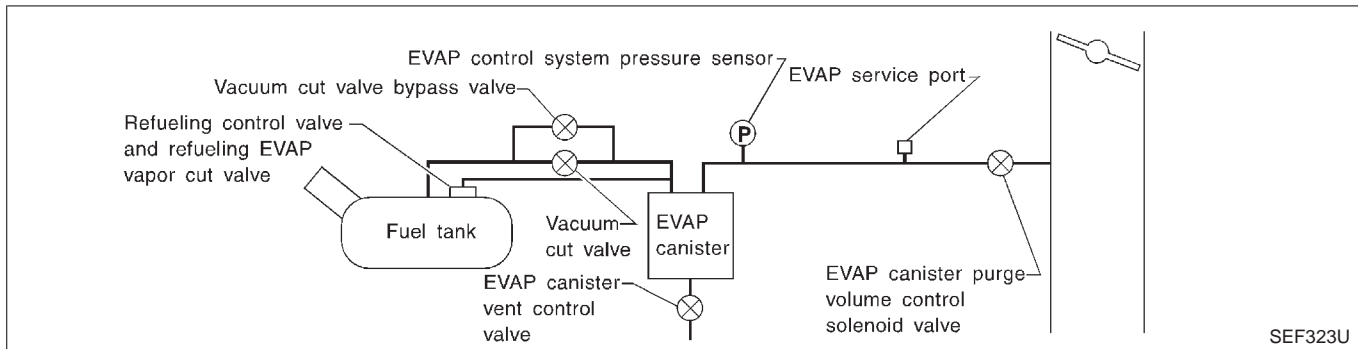 EVAP control system pressure sensor
EVAP service port
Vacuum cut valve bypass valve
Refueling control valve
and refueling EVAP
vapor cut valve
P
Fuel tank
Vacuum
cut valve
EVAP
canister
EVAP canister
vent control
valve
EVAP canister purge
volume control
solenoid valve
SEF323U